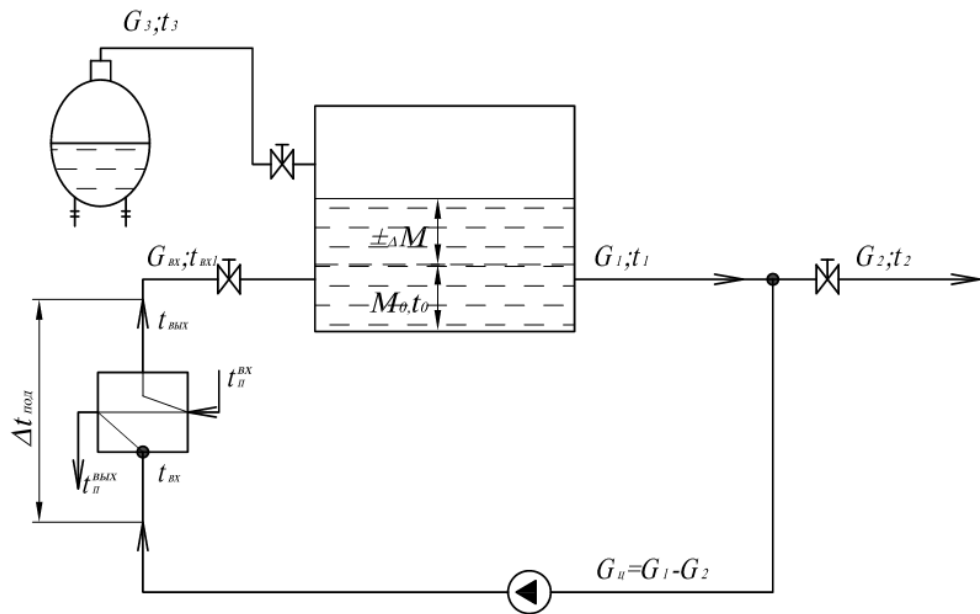 G₃;t₃
±ΔM
Gвх;tвх1
G₁;t₁
G₂;t₂
M₀,t₀
tвых
tпвх
Δtпод
tпвых
tвх
Gц=G₁-G₂